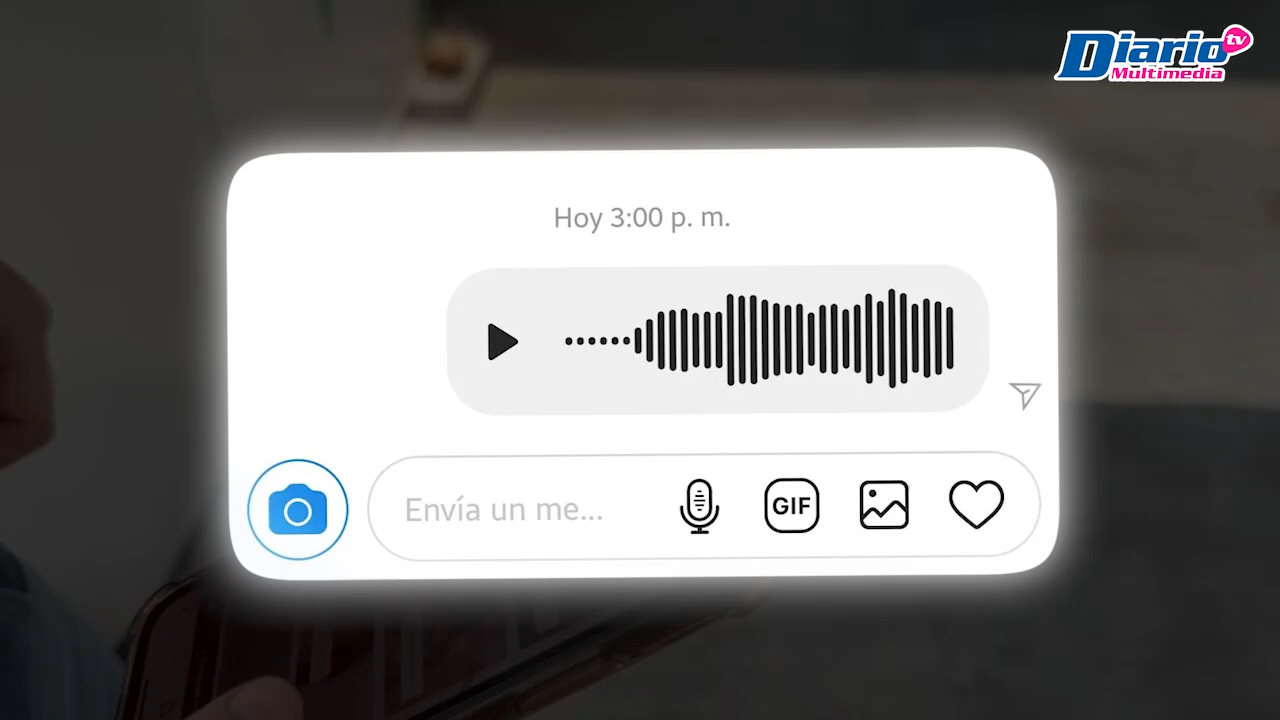 Diario tv
Multimedia
Hoy 3:00 p. m.
Envía un me...
GIF